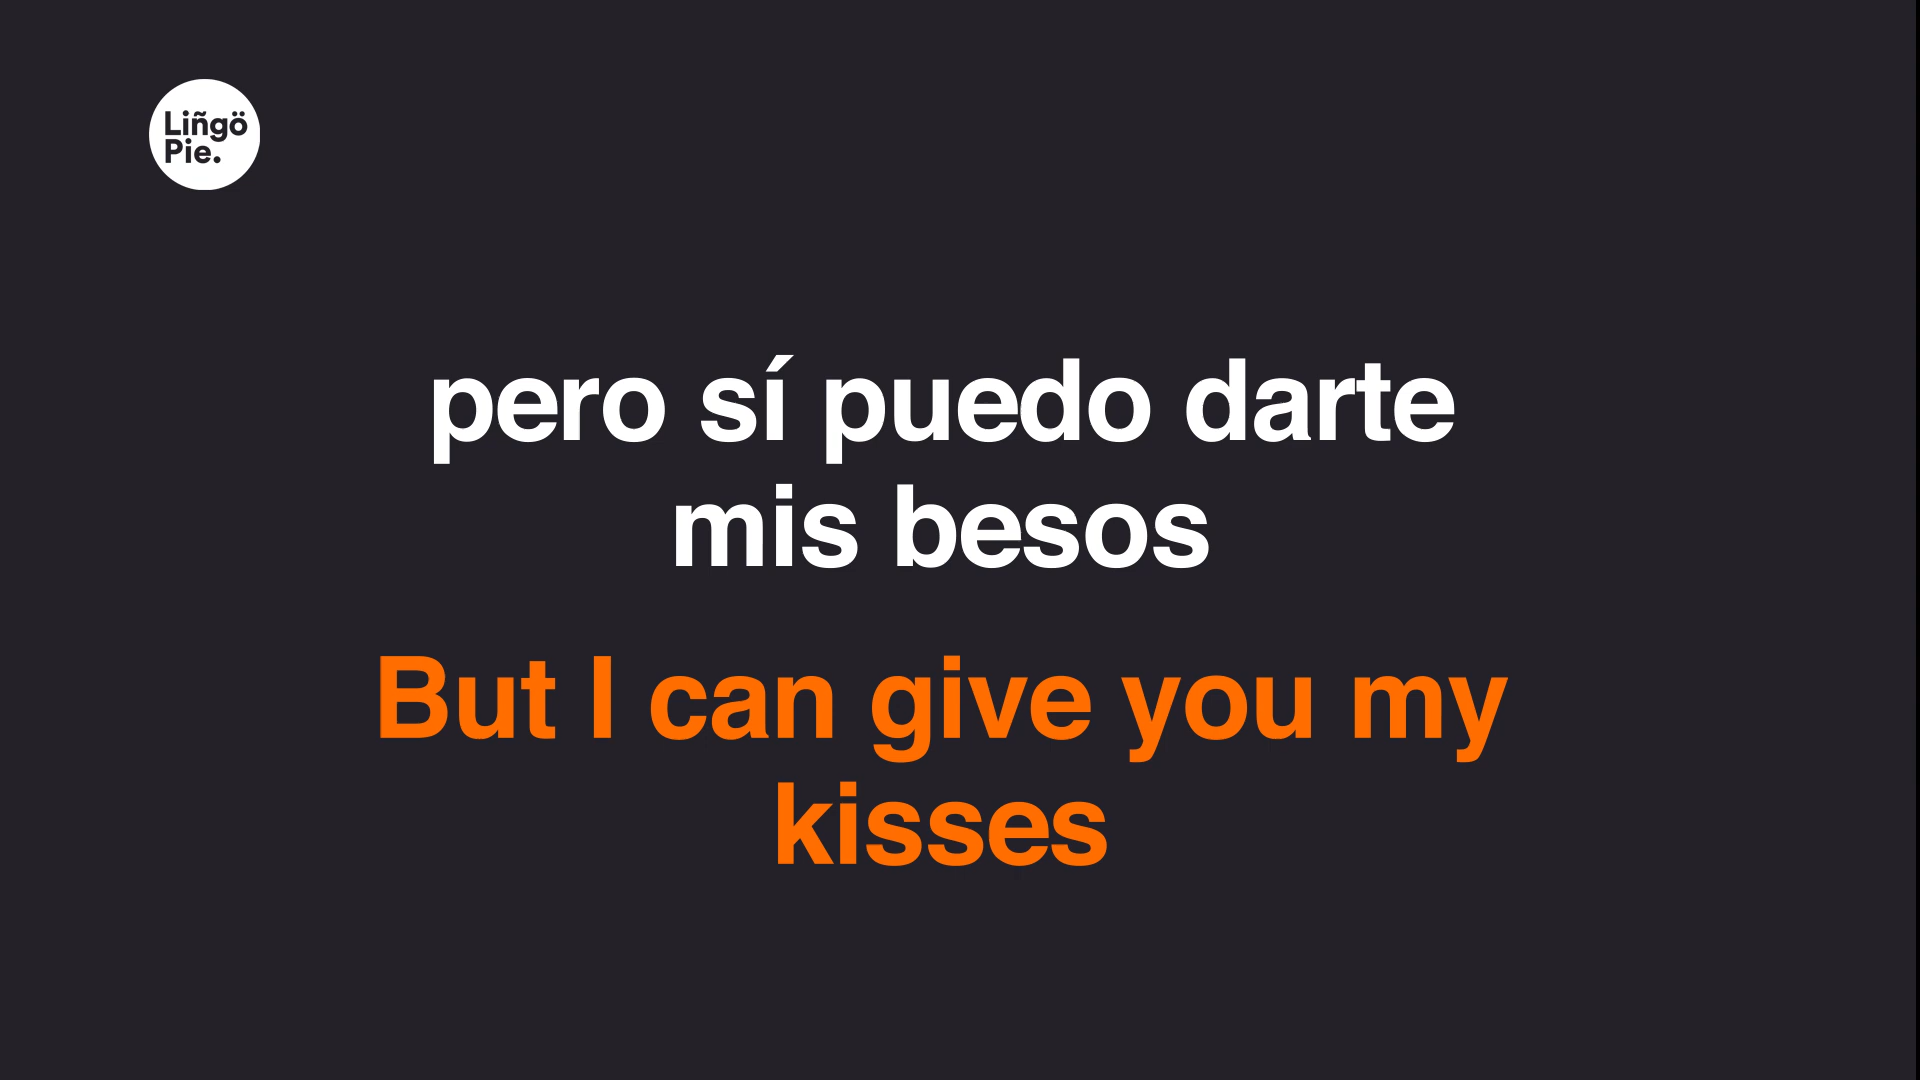 Liñgö
Pie.
pero sí puedo darte
mis besos
But I can give you my
kisses